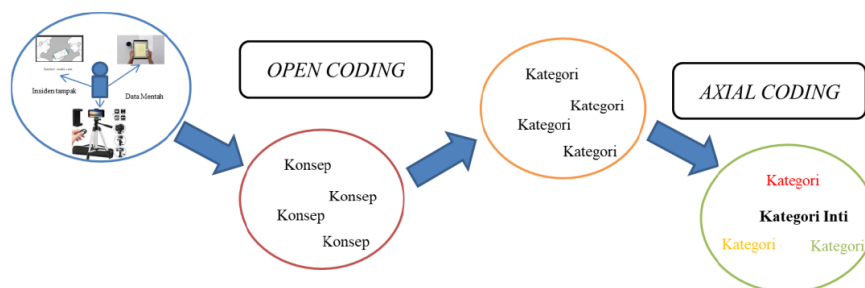 Insiden tampak
Data Mentah
OPEN CODING
Konsep
Konsep
Konsep
Konsep
Kategori
Kategori
Kategori
Kategori
AXIAL CODING
Kategori
Kategori Inti
Kategori
Kategori